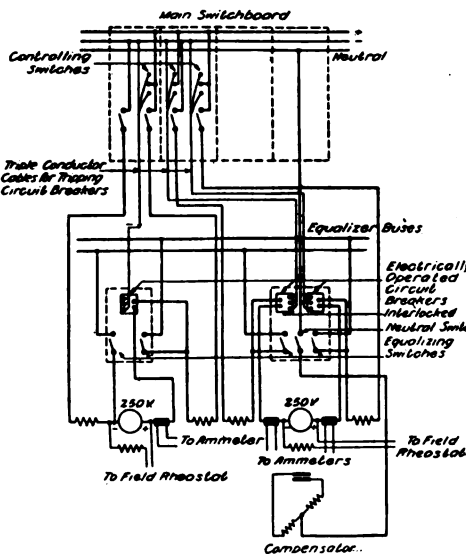 Main Switchboard
+
−
Neutral
Controlling
Switches
Triple Conductor
Cables for Tripping
Circuit Breakers
Equalizer Buses
Electrically
Operated
Circuit
Breakers
Interlocked
Neutral Swit
Equalizing
Switches
250V.
250V.
− +
− +
To Ammeter
To Field Rheostat
To Ammeters
To Field
Rheostat
Compensator..